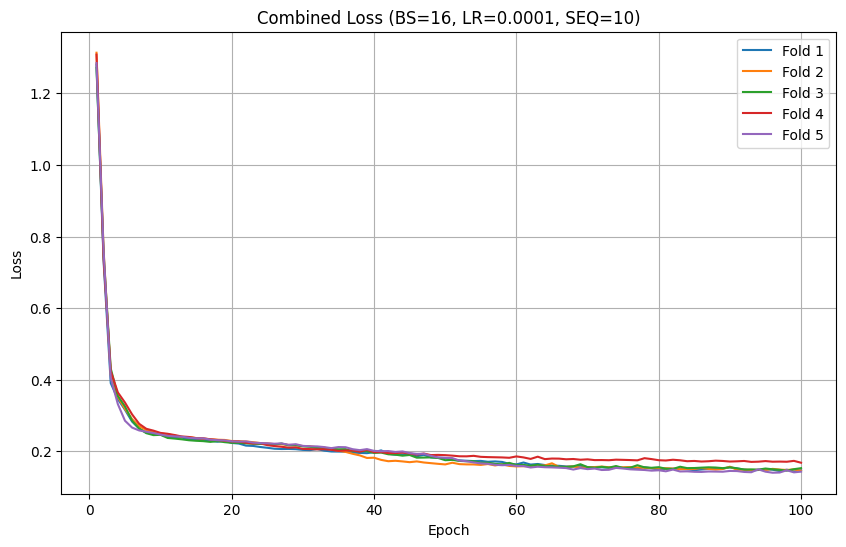 Combined Loss (BS=16, LR=0.0001, SEQ=10)
Fold 1
Fold 2
Fold 3
Fold 4
Fold 5
Loss
1.2
1.0
0.8
0.6
0.4
0.2
0 20 40 60 80 100
Epoch